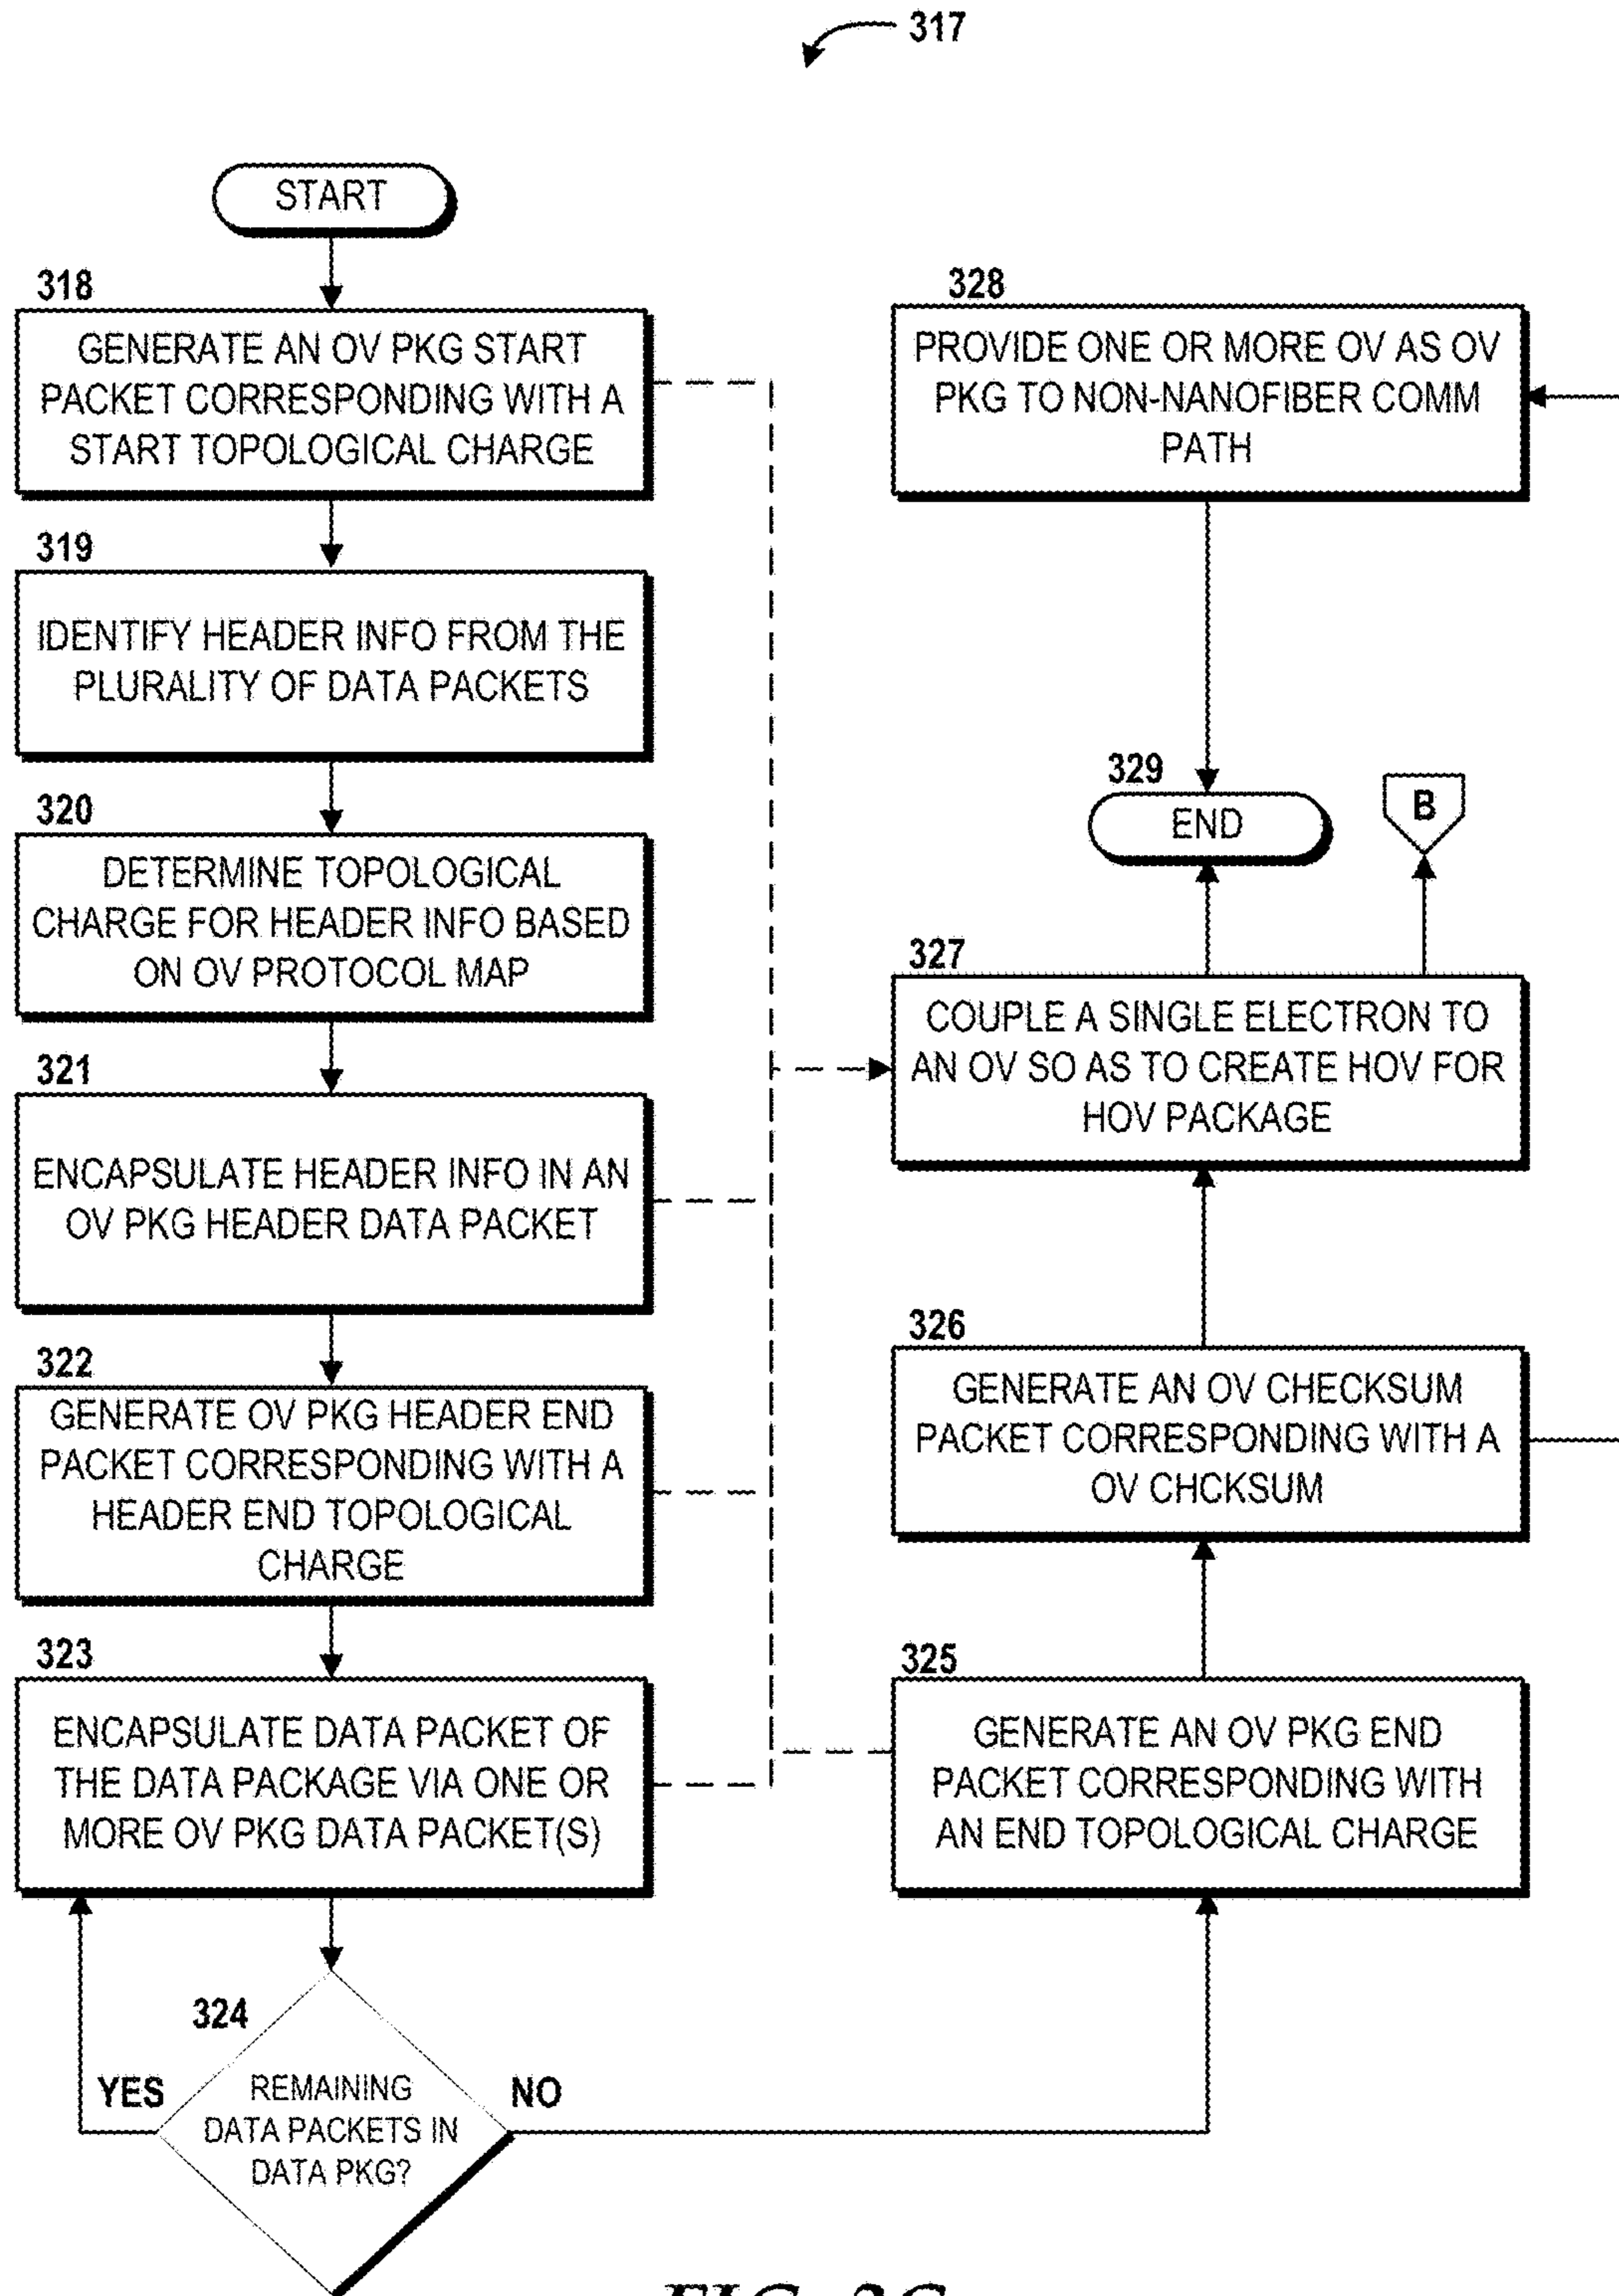 317
START
318
GENERATE AN OV PKG START
PACKET CORRESPONDING WITH A
START TOPOLOGICAL CHARGE
319
IDENTIFY HEADER INFO FROM THE
PLURALITY OF DATA PACKETS
320
DETERMINE TOPOLOGICAL
CHARGE FOR HEADER INFO BASED
ON OV PROTOCOL MAP
321
ENCAPSULATE HEADER INFO IN AN
OV PKG HEADER DATA PACKET
322
GENERATE OV PKG HEADER END
PACKET CORRESPONDING WITH A
HEADER END TOPOLOGICAL
CHARGE
323
ENCAPSULATE DATA PACKET OF
THE DATA PACKAGE VIA ONE OR
MORE OV PKG DATA PACKET(S)
324
YES
REMAINING
DATA PACKETS IN
DATA PKG?
NO
328
PROVIDE ONE OR MORE OV AS OV
PKG TO NON-NANOFIBER COMM
PATH
329
END
B
327
COUPLE A SINGLE ELECTRON TO
AN OV SO AS TO CREATE HOV FOR
HOV PACKAGE
326
GENERATE AN OV CHECKSUM
PACKET CORRESPONDING WITH A
OV CHCKSUM
325
GENERATE AN OV PKG END
PACKET CORRESPONDING WITH
AN END TOPOLOGICAL CHARGE